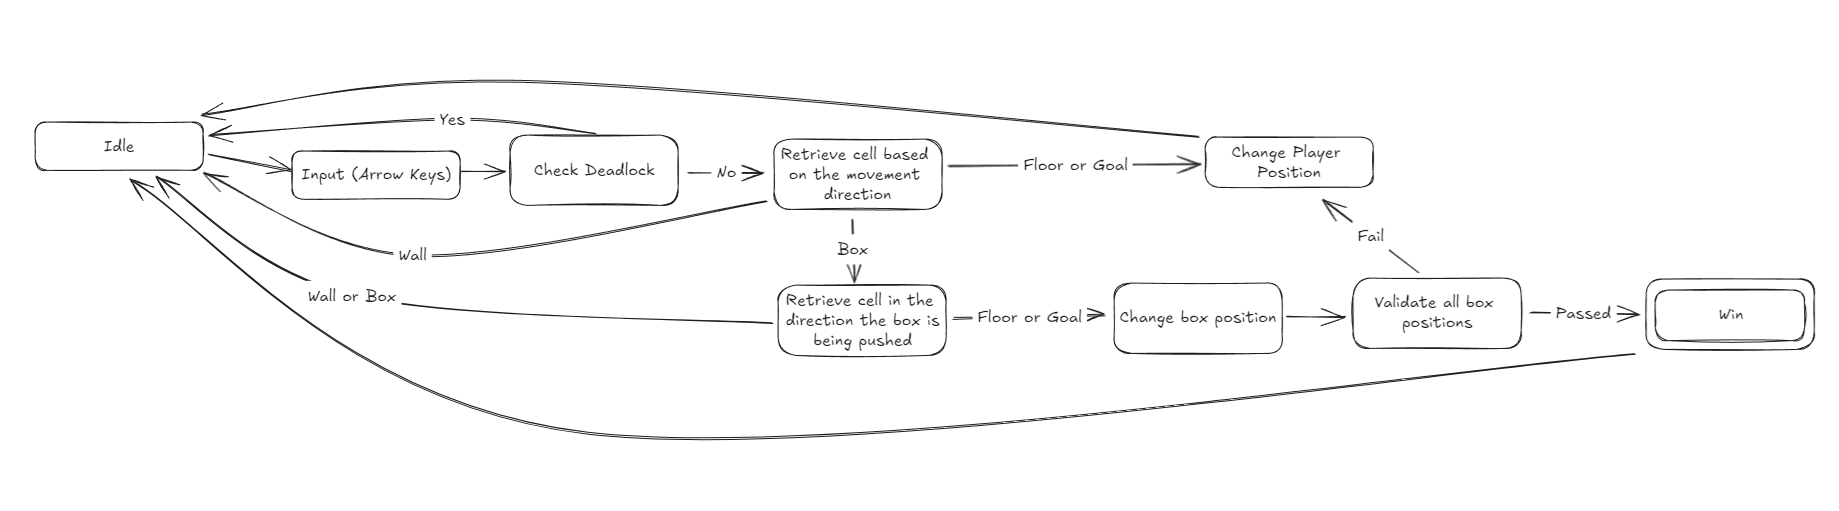 Yes
Idle
Input (Arrow Keys)
Check Deadlock
No
Retrieve cell based
on the movement
direction
Floor or Goal
Change Player
Position
Wall
Box
Fail
Wall or Box
Retrieve cell in the
direction the box is
being pushed
Floor or Goal
Change box position
Validate all box
positions
Passed
Win